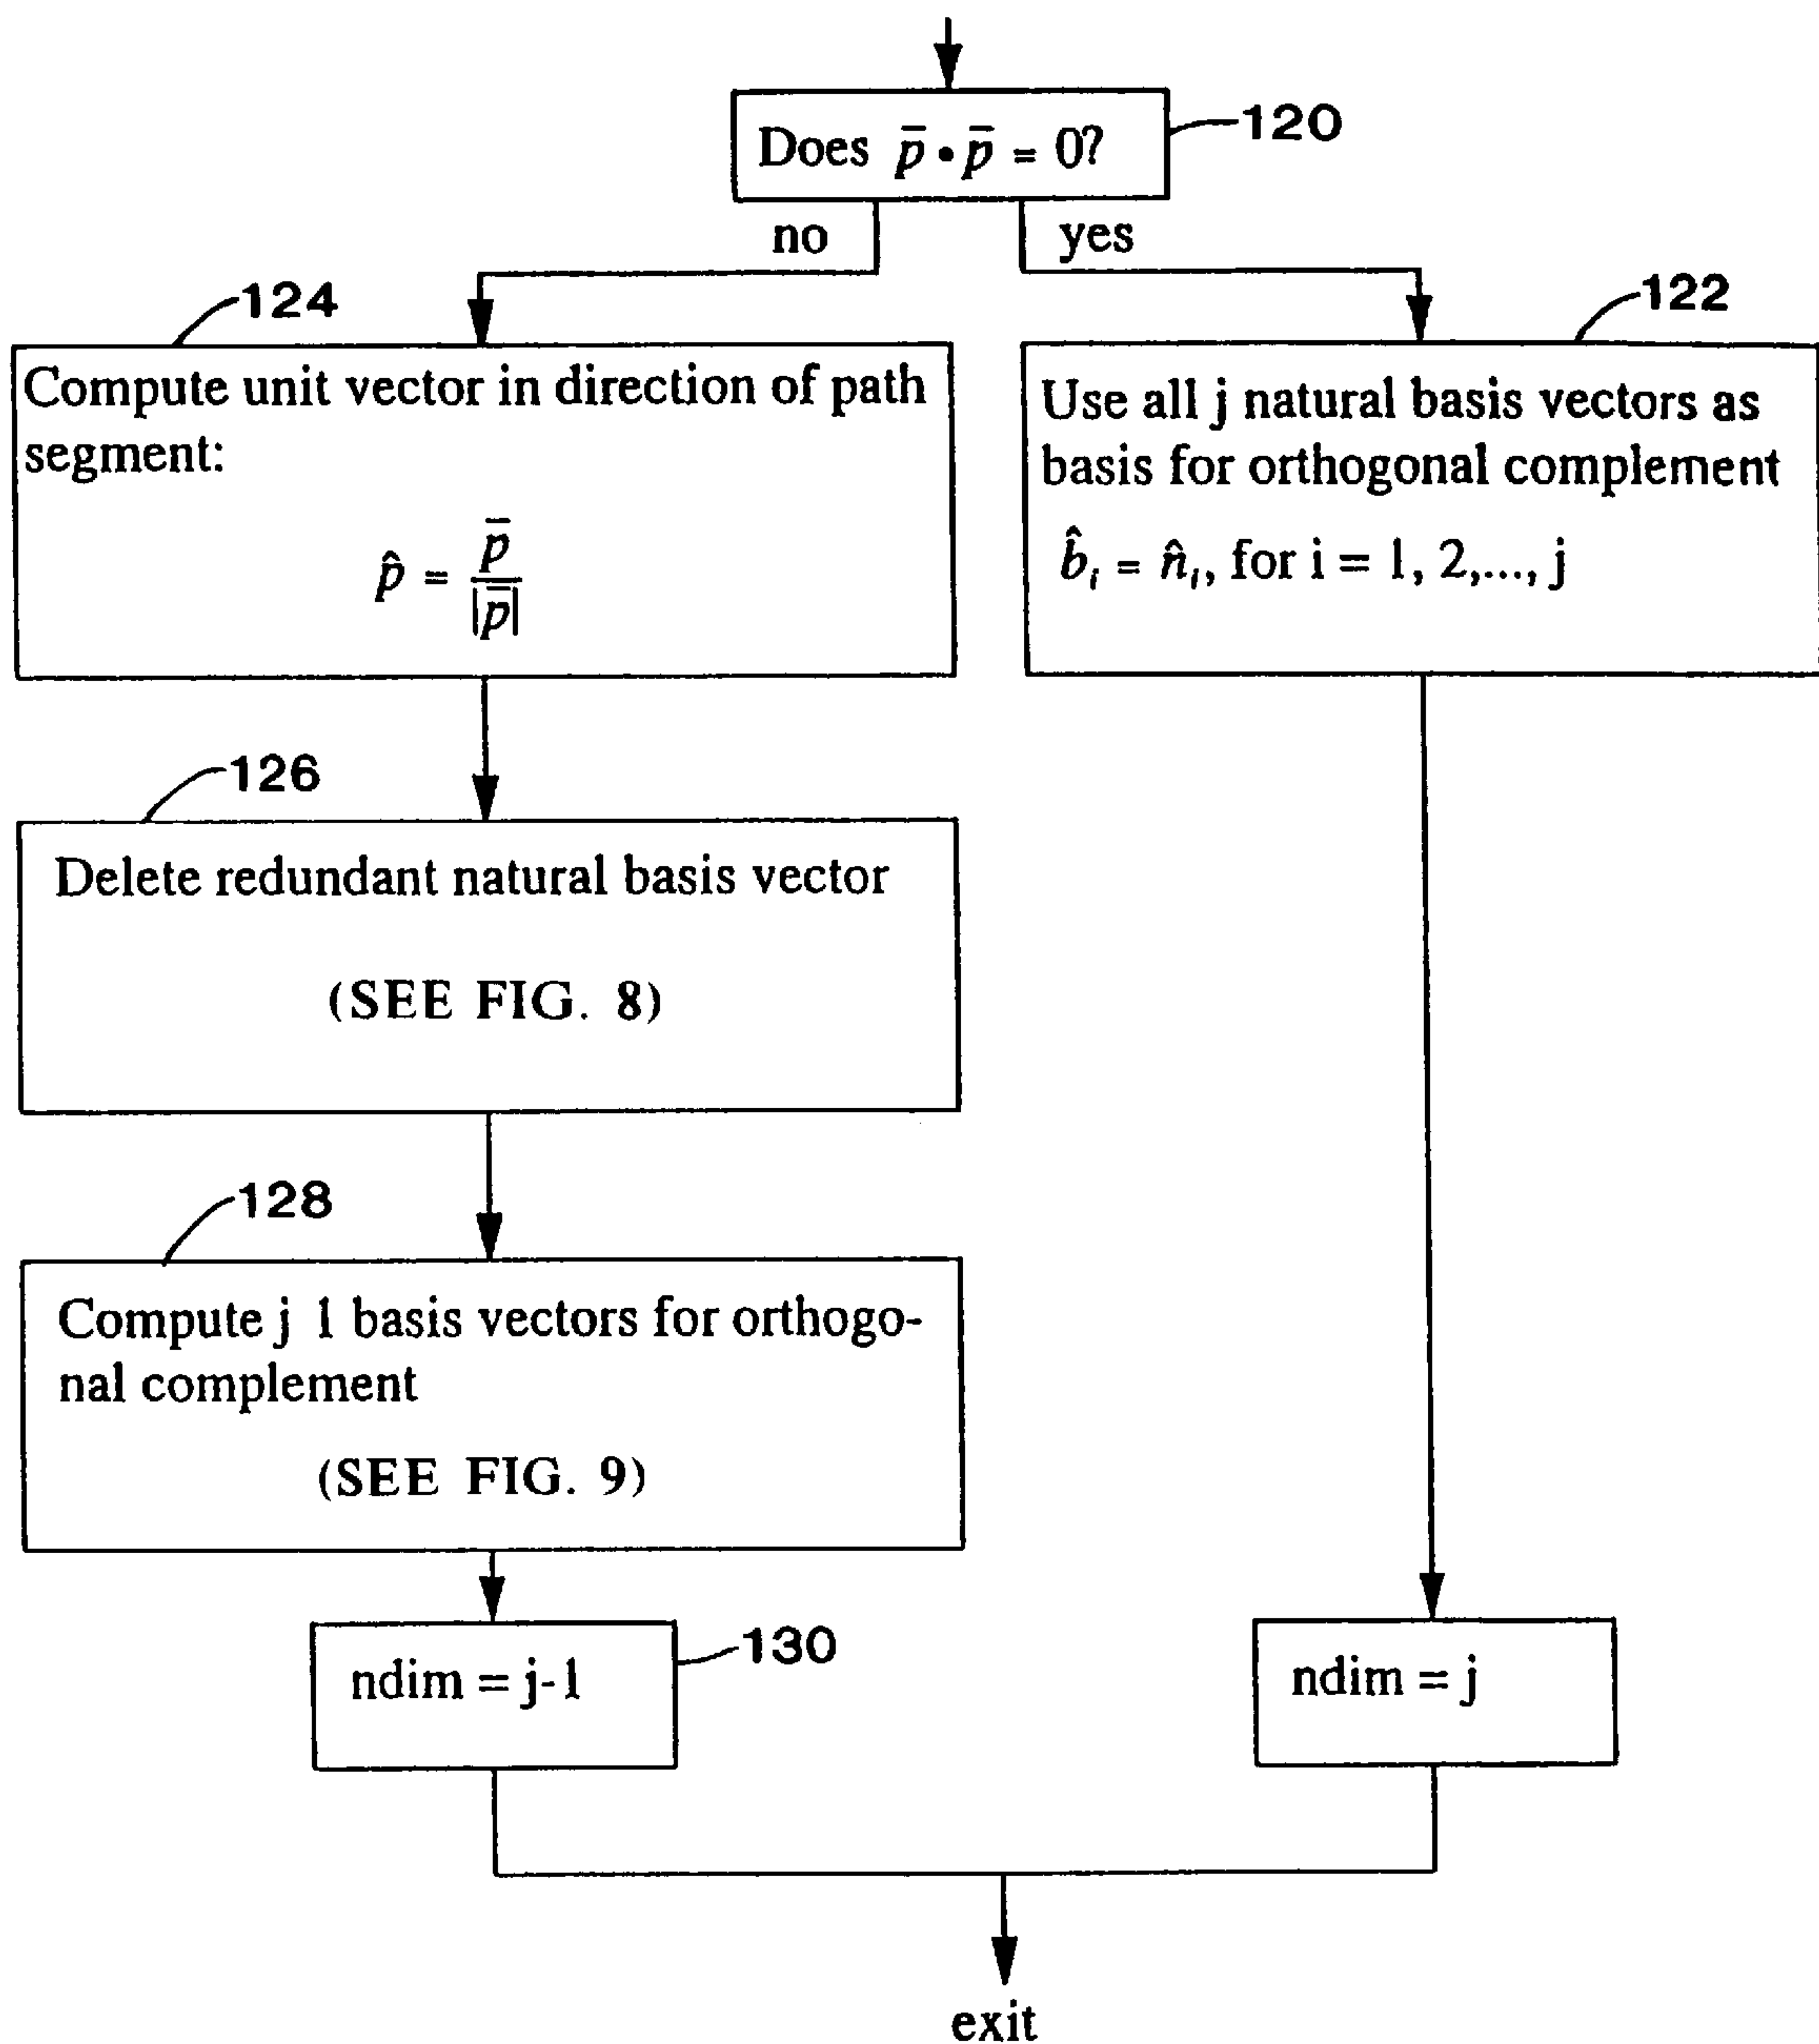 Does p̄ • p̄ = 0?
120
no
yes
124
122
Compute unit vector in direction of path
segment:
p̂ = p̄ / |p̄|
Use all j natural basis vectors as
basis for orthogonal complement
b̂ᵢ = n̂ᵢ, for i = 1, 2,..., j
126
Delete redundant natural basis vector
(SEE FIG. 8)
128
Compute j 1 basis vectors for orthogo-
nal complement
(SEE FIG. 9)
ndim = j-1
130
ndim = j
exit